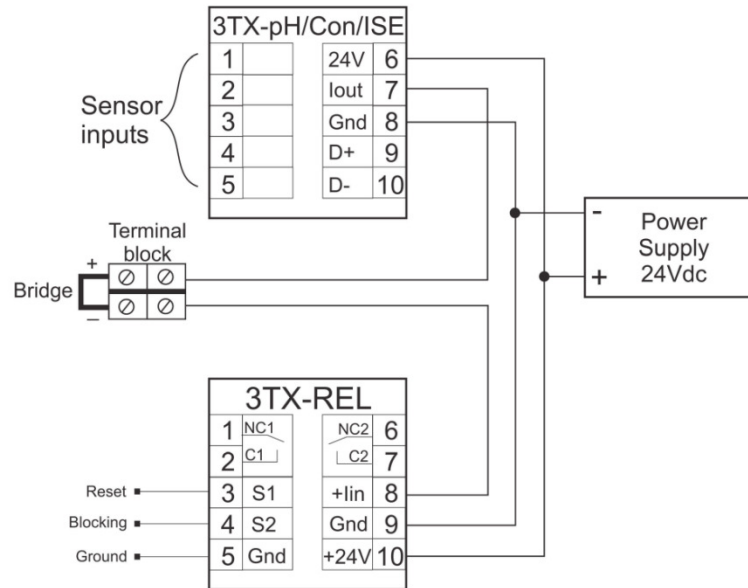 3TX-pH/Con/ISE
1 24V 6
2 Iout 7
3 Gnd 8
4 D+ 9
5 D- 10
Sensor
inputs
Terminal
block
+
Bridge
–
- Power
Supply
+ 24Vdc
3TX-REL
1 NC1 NC2 6
2 C1 C2 7
Reset 3 S1 +Iin 8
Blocking 4 S2 Gnd 9
Ground 5 Gnd +24V 10